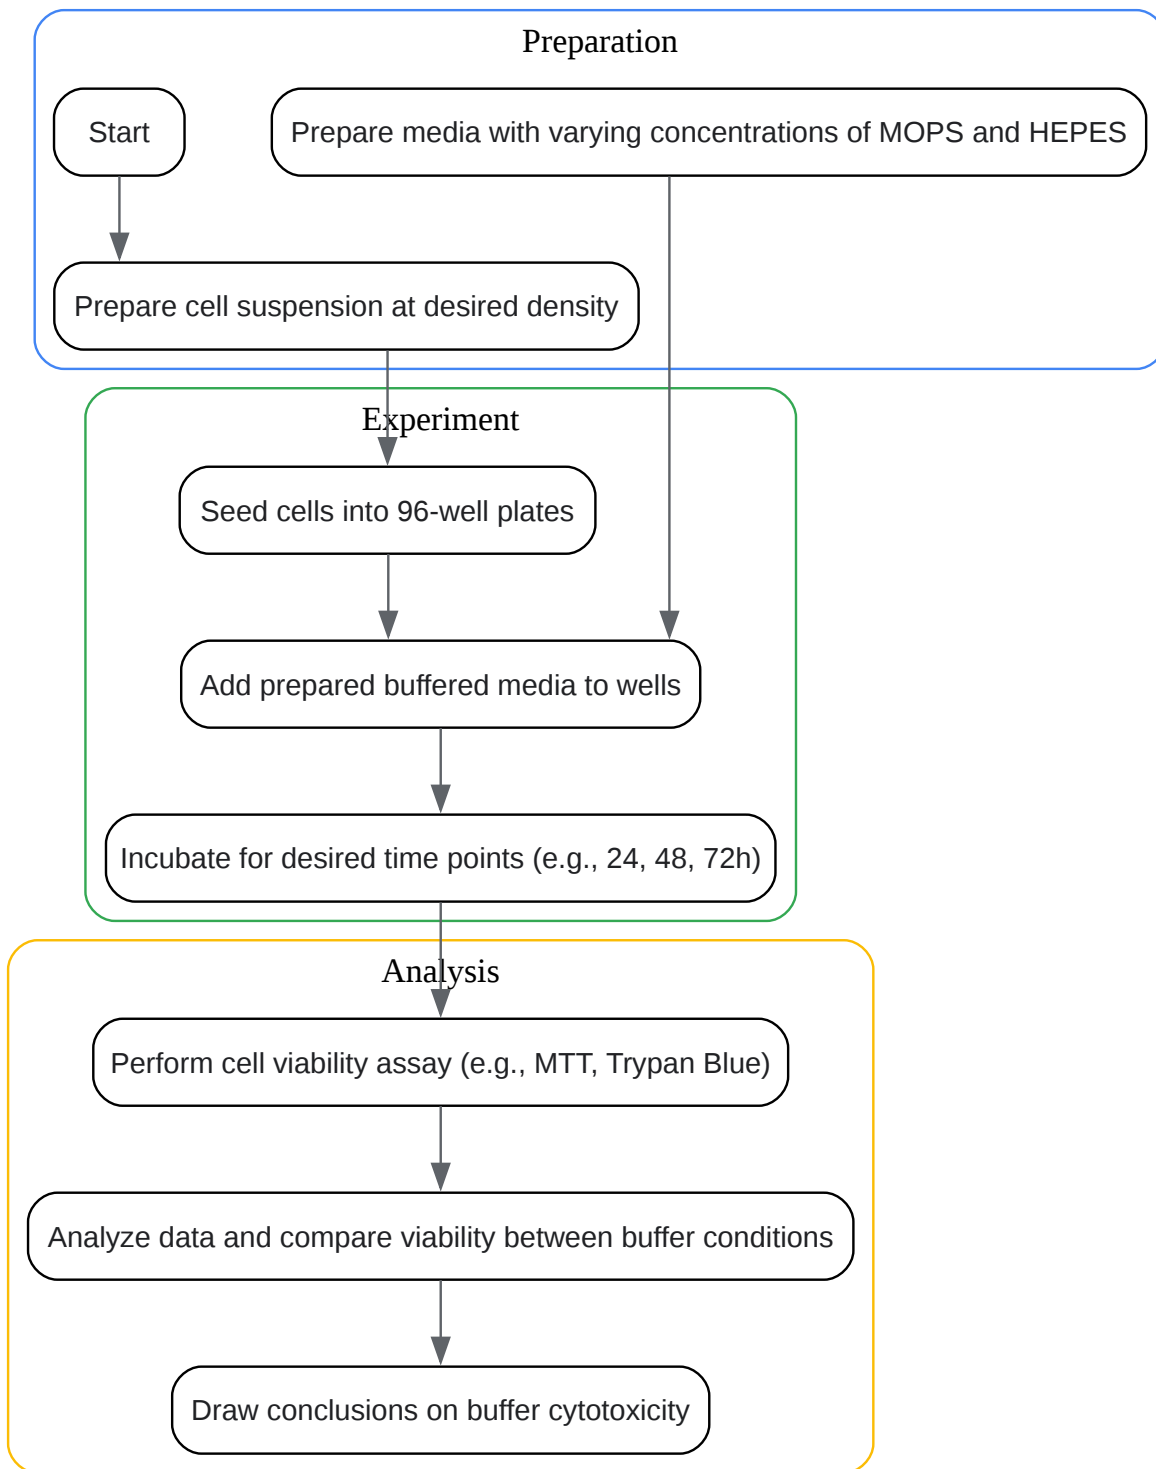 Preparation
Start
Prepare media with varying concentrations of MOPS and HEPES
Prepare cell suspension at desired density
Experiment
Seed cells into 96-well plates
Add prepared buffered media to wells
Incubate for desired time points (e.g., 24, 48, 72h)
Analysis
Perform cell viability assay (e.g., MTT, Trypan Blue)
Analyze data and compare viability between buffer conditions
Draw conclusions on buffer cytotoxicity